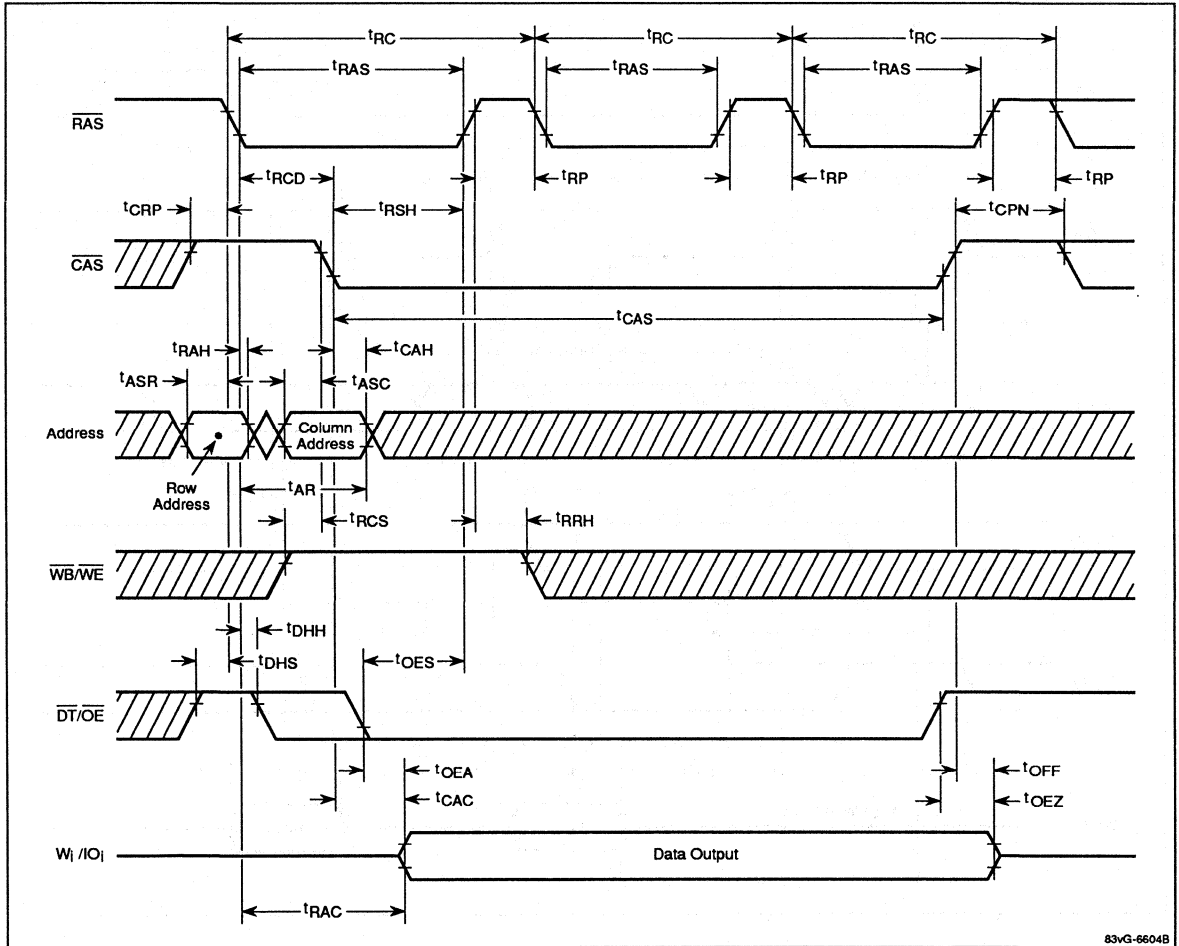 tRC tRC tRC
tRAS tRAS tRAS
RAS
tRCD tRP tRP tRP
tCRP tRSH tCPN
CAS
tCAS
tRAH tCAH
tASR tASC
Address
Column
Address
Row
Address
tAR
tRCS tRRH
WB/WE
tDHH
tDHS tOES
DT/OE
tOEA tOFF
tCAC tOEZ
Wi /IOi
Data Output
tRAC
83vG-6604B